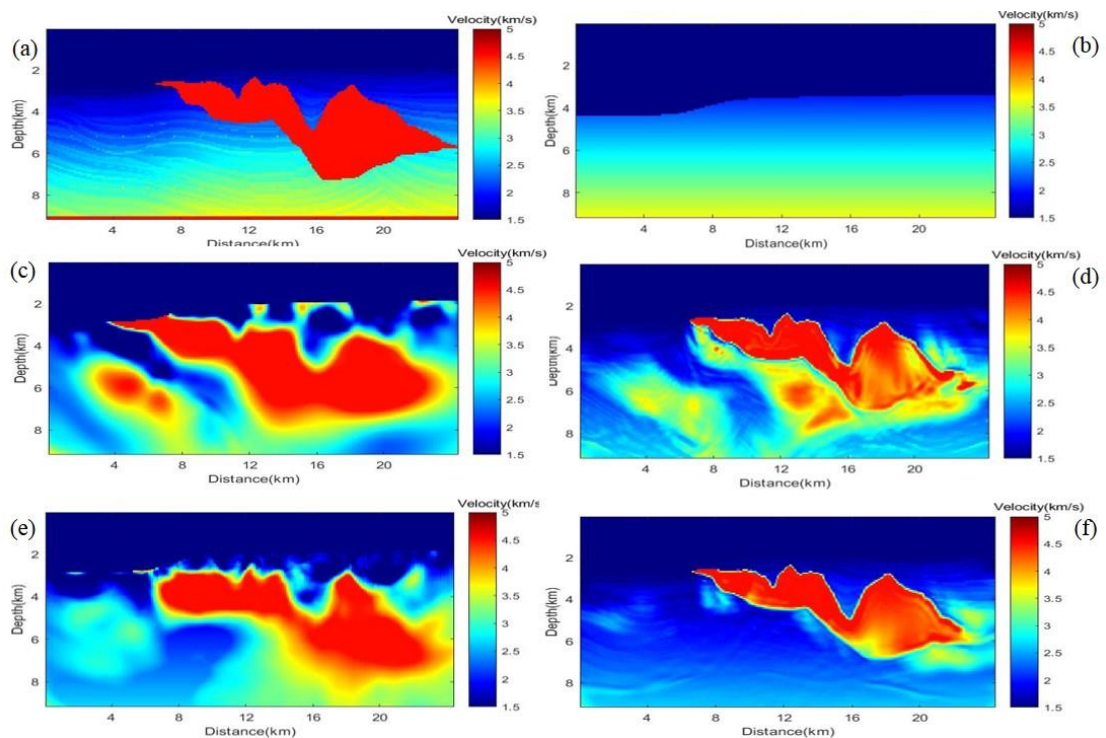 (a)
Velocity(km/s)
5
4.5
4
3.5
3
2.5
2
1.5
Depth(km)
2
4
6
8
4 8 12 16 20
Distance(km)
(b)
Velocity(km/s)
5
4.5
4
3.5
3
2.5
2
1.5
Depth(km)
2
4
6
8
4 8 12 16 20
Distance(km)
(c)
Velocity(km/s)
5
4.5
4
3.5
3
2.5
2
1.5
Depth(km)
2
4
6
8
4 8 12 16 20
Distance(km)
(d)
Velocity(km/s)
5
4.5
4
3.5
3
2.5
2
1.5
Depth(km)
2
4
6
8
4 8 12 16 20
Distance(km)
(e)
Velocity(km/s
5
4.5
4
3.5
3
2.5
2
1.5
Depth(km)
2
4
6
8
4 8 12 16 20
Distance(km)
(f)
Velocity(km/s)
5
4.5
4
3.5
3
2.5
2
1.5
Depth(km)
2
4
6
8
4 8 12 16 20
Distance(km)